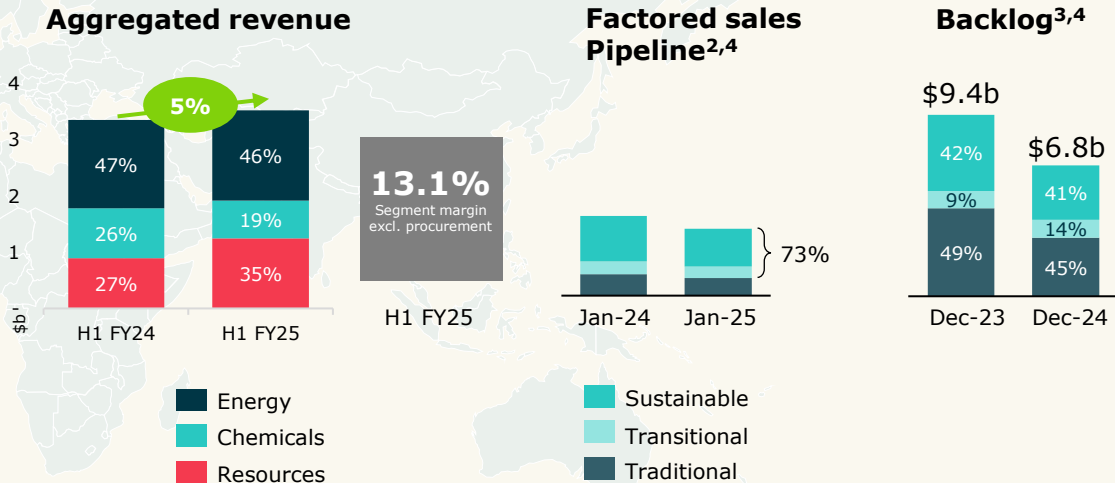 Aggregated revenue
4
3
2
1
$b'
5%
47%
26%
27%
46%
19%
35%
H1 FY24
H1 FY25
13.1%
Segment margin
excl. procurement
H1 FY25
Energy
Chemicals
Resources
Factored sales
Pipeline2,4
73%
Jan-24
Jan-25
Sustainable
Transitional
Traditional
Backlog3,4
$9.4b
42%
9%
49%
$6.8b
41%
14%
45%
Dec-23
Dec-24